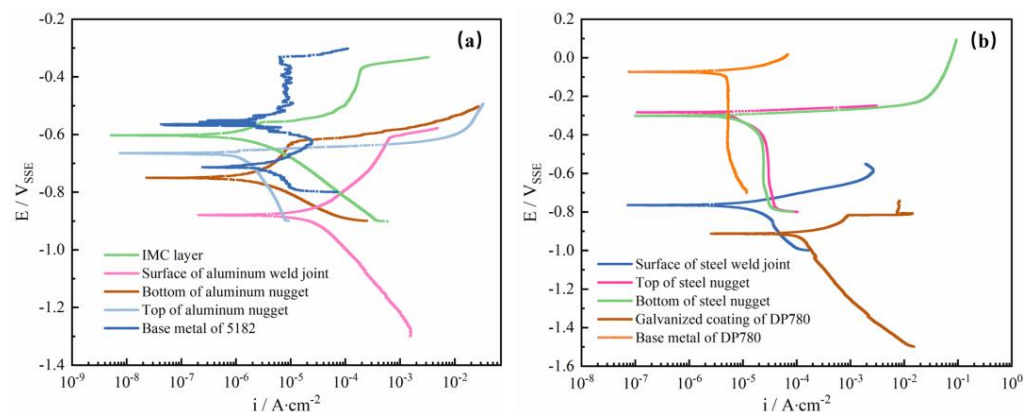 (a)
-0.2
-0.4
-0.6
-0.8
-1.0
-1.2
-1.4
E / V_SSE
IMC layer
Surface of aluminum weld joint
Bottom of aluminum nugget
Top of aluminum nugget
Base metal of 5182
10^-9 10^-8 10^-7 10^-6 10^-5 10^-4 10^-3 10^-2
i / A·cm^-2
(b)
0.0
-0.2
-0.4
-0.6
-0.8
-1.0
-1.2
-1.4
-1.6
E / V_SSE
Surface of steel weld joint
Top of steel nugget
Bottom of steel nugget
Galvanized coating of DP780
Base metal of DP780
10^-8 10^-7 10^-6 10^-5 10^-4 10^-3 10^-2 10^-1 10^0
i / A·cm^-2